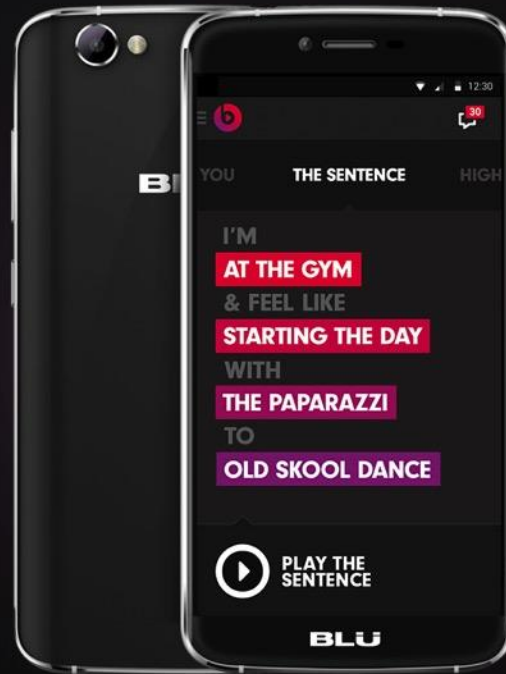 12:30
30
YOU THE SENTENCE HIGH
I'M
AT THE GYM
& FEEL LIKE
STARTING THE DAY
WITH
THE PAPARAZZI
TO
OLD SKOOL DANCE
PLAY THE
SENTENCE
BLU